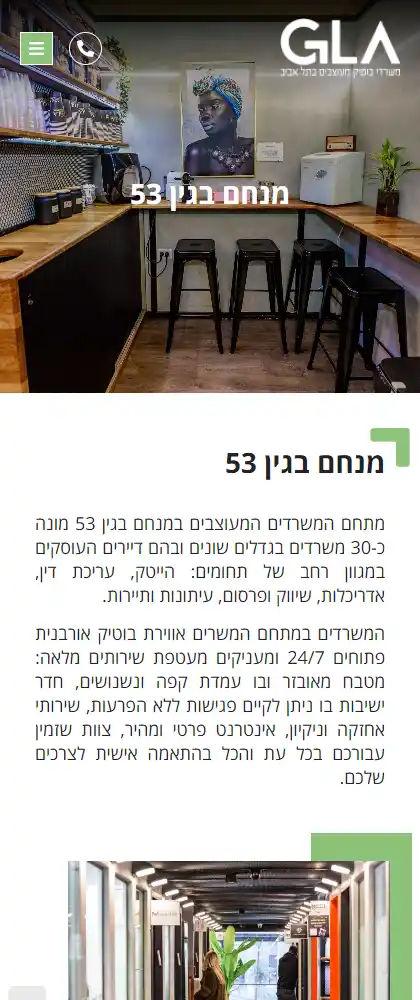 GLA
משרדי בוטיק מעוצבים בתל אביב
מנחם בגין 53
מנחם בגין 53
מתחם המשרדים המעוצבים במנחם בגין 53 מונה
כ-30 משרדים בגדלים שונים ובהם דיירים העוסקים
במגוון רחב של תחומים: הייטק, עריכת דין,
אדריכלות, שיווק ופרסום, עיתונות ותיירות.
המשרדים במתחם המשרים אווירת בוטיק אורבנית
פתוחים 24/7 ומעניקים מעטפת שירותים מלאה:
מטבח מאובזר ובו עמדת קפה ונשנושים, חדר
ישיבות בו ניתן לקיים פגישות ללא הפרעות, שירותי
אחזקה וניקיון, אינטרנט פרטי ומהיר, צוות שזמין
עבורכם בכל עת והכל בהתאמה אישית לצרכים
שלכם.